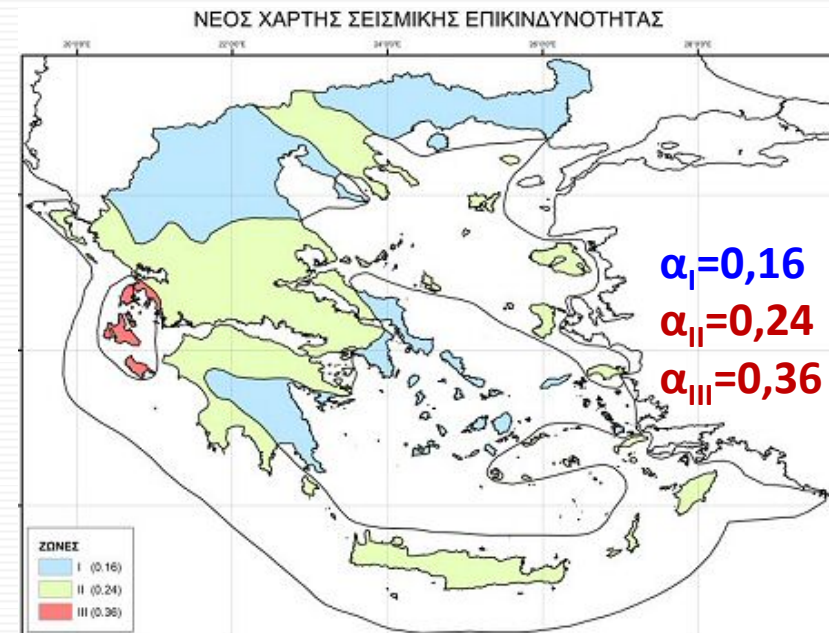 ΝΕΟΣ ΧΑΡΤΗΣ ΣΕΙΣΜΙΚΗΣ ΕΠΙΚΙΝΔΥΝΟΤΗΤΑΣ
αI=0,16
αII=0,24
αIII=0,36
ΖΩΝΕΣ
I (0.16)
II (0.24)
III (0.36)